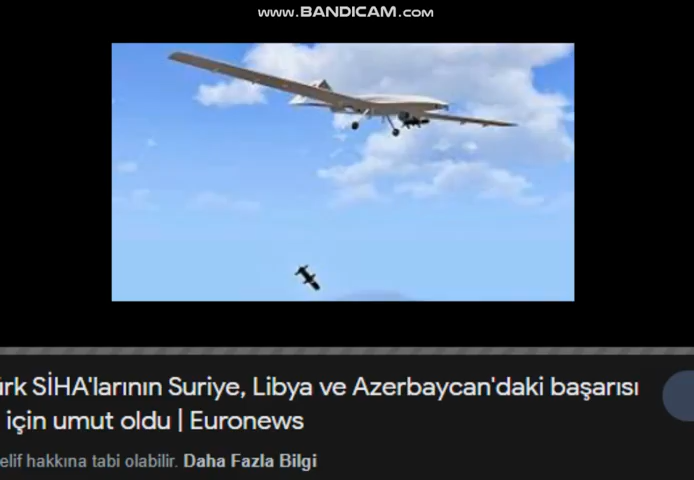 www.BANDICAM.com
ürk SİHA'larının Suriye, Libya ve Azerbaycan'daki başarısı
için umut oldu | Euronews
elif hakkına tabi olabilir. Daha Fazla Bilgi